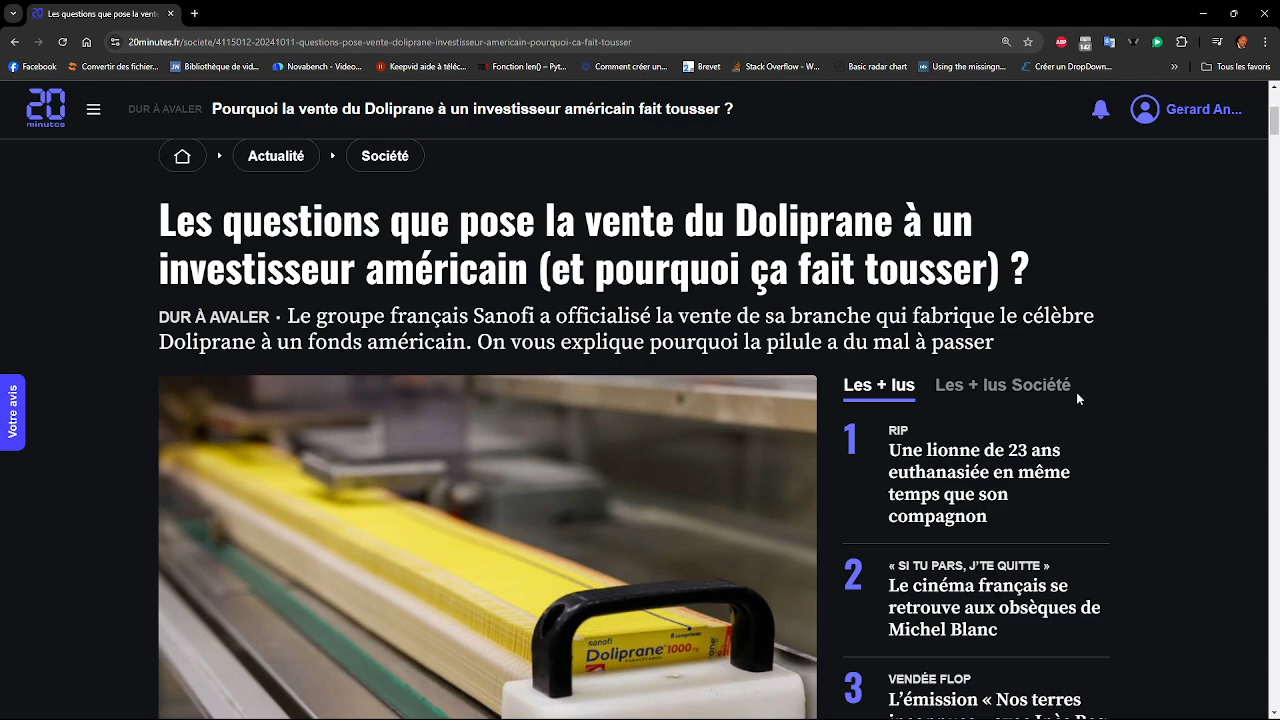 Les questions que pose la vente
20minutes.fr/societe/4115012-20241011-questions-pose-vente-doliprane-investisseur-americain-pourquoi-ca-fait-tousser
142
Facebook
Convertir des fichier...
Bibliothèque de vid...
Novabench - Video...
Keepvid aide à téléc...
Fonction len() – Pyt...
Comment créer un...
Brevet
Stack Overflow - W...
Basic radar chart
Using the missingn...
Créer un DropDown...
Tous les favoris
20 minutes
DUR À AVALER Pourquoi la vente du Doliprane à un investisseur américain fait tousser ?
Gerard An...
Actualité
Société
Les questions que pose la vente du Doliprane à un
investisseur américain (et pourquoi ça fait tousser) ?
DUR À AVALER • Le groupe français Sanofi a officialisé la vente de sa branche qui fabrique le célèbre
Doliprane à un fonds américain. On vous explique pourquoi la pilule a du mal à passer
Votre avis
Les + lus
Les + lus Société
1
RIP
Une lionne de 23 ans
euthanasiée en même
temps que son
compagnon
2
« SI TU PARS, J’TE QUITTE »
Le cinéma français se
retrouve aux obsèques de
Michel Blanc
3
VENDÉE FLOP
L’émission « Nos terres
sanofi
8 comprimés
Doliprane 1000 mg
PARACÉTAMOL